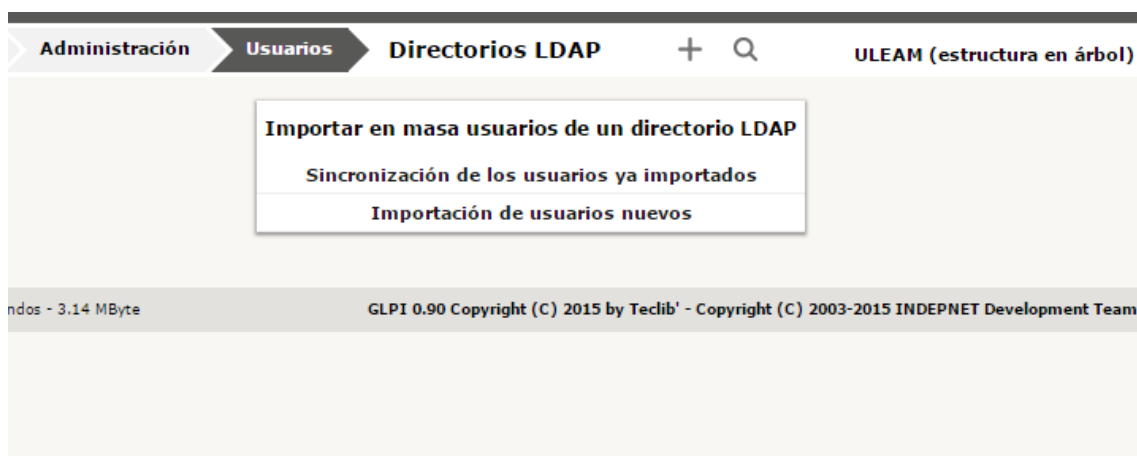 Administración Usuarios Directorios LDAP ULEAM (estructura en árbol)
Importar en masa usuarios de un directorio LDAP
Sincronización de los usuarios ya importados
Importación de usuarios nuevos
ndos - 3.14 MByte GLPI 0.90 Copyright (C) 2015 by Teclib' - Copyright (C) 2003-2015 INDEPNET Development Team